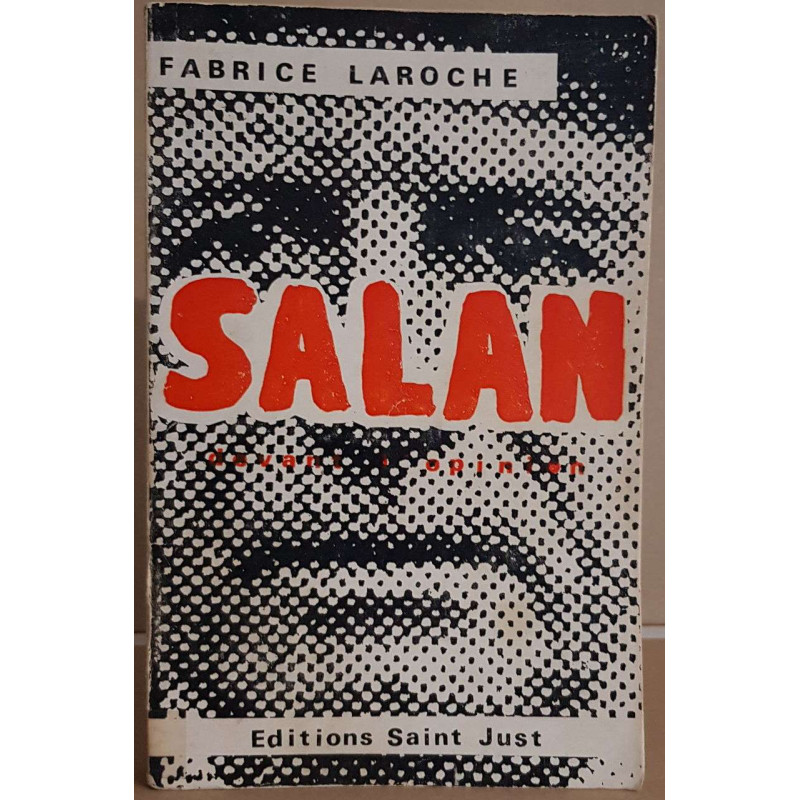 FABRICE LAROCHE
SALAN
devant l opinion
Editions Saint Just